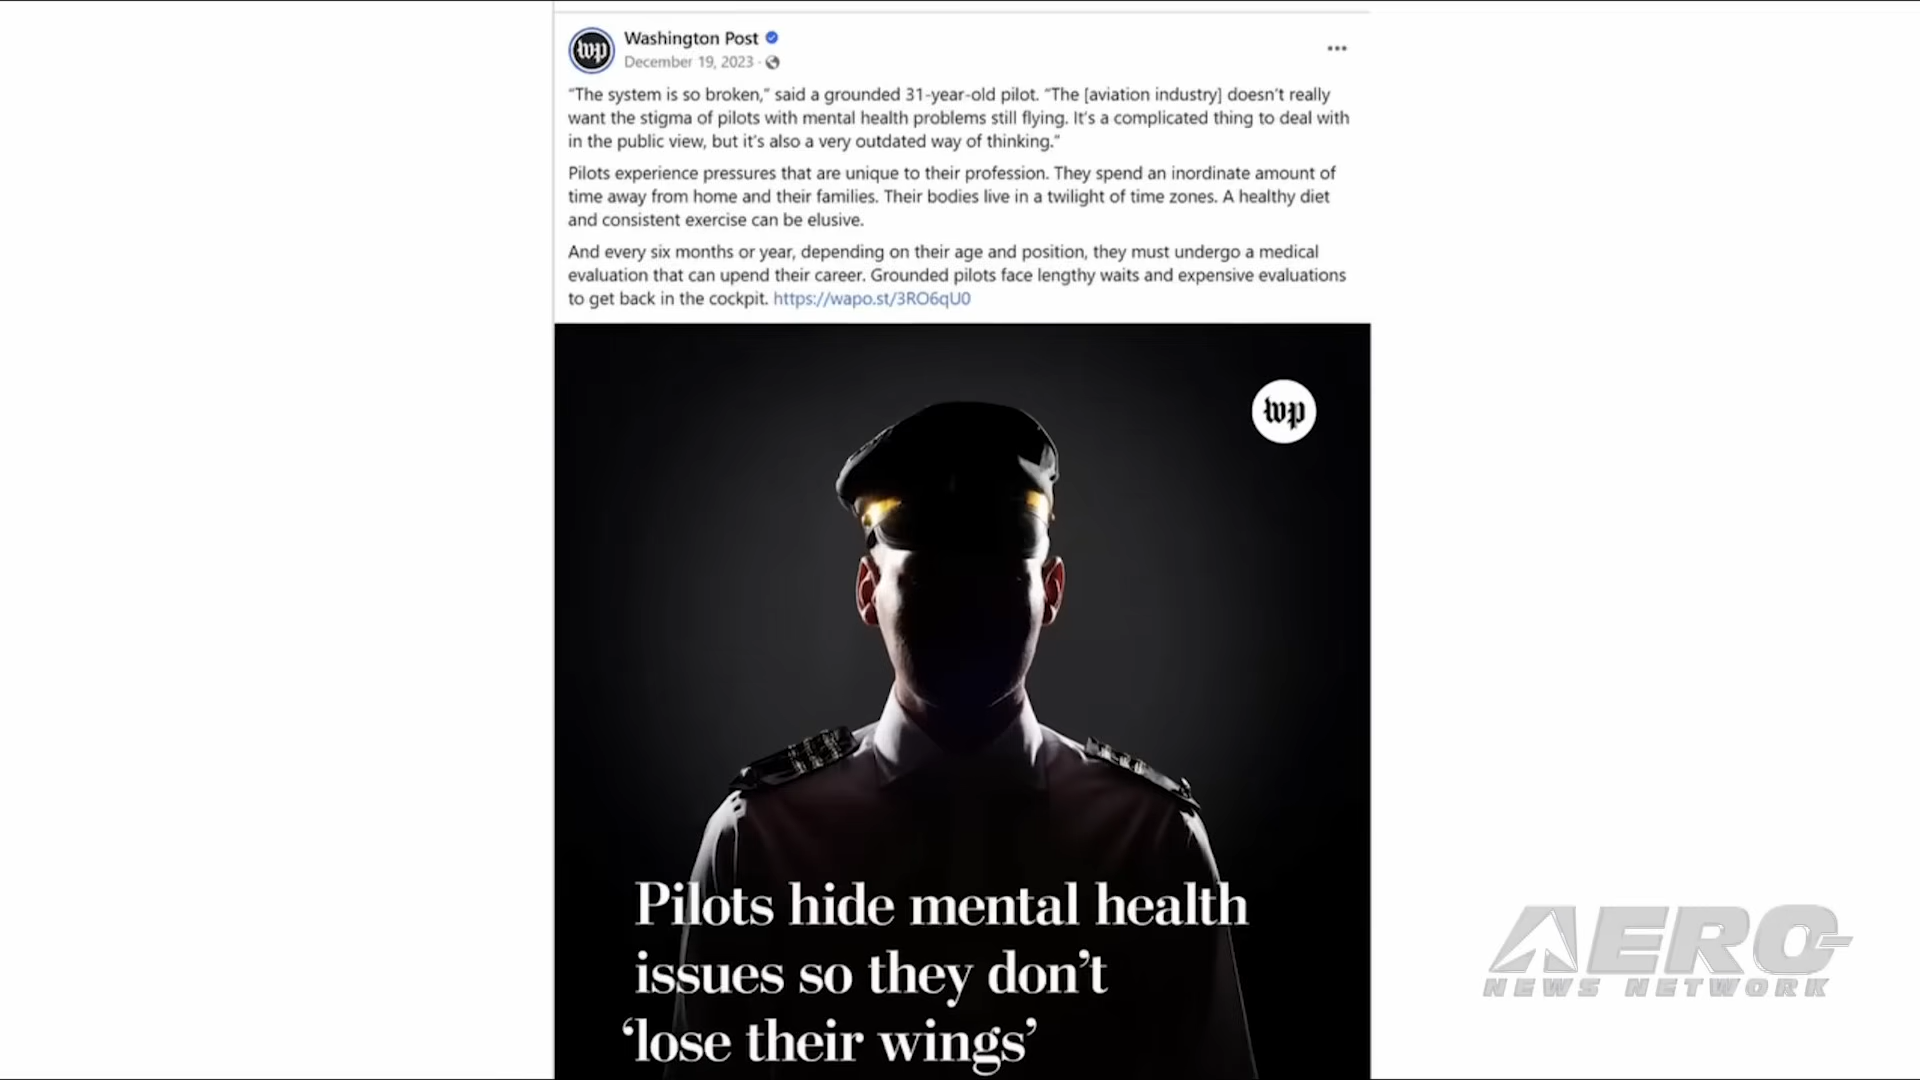 Washington Post
December 19, 2023 ·
“The system is so broken,” said a grounded 31-year-old pilot. “The [aviation industry] doesn’t really
want the stigma of pilots with mental health problems still flying. It’s a complicated thing to deal with
in the public view, but it’s also a very outdated way of thinking.”
Pilots experience pressures that are unique to their profession. They spend an inordinate amount of
time away from home and their families. Their bodies live in a twilight of time zones. A healthy diet
and consistent exercise can be elusive.
And every six months or year, depending on their age and position, they must undergo a medical
evaluation that can upend their career. Grounded pilots face lengthy waits and expensive evaluations
to get back in the cockpit. https://wapo.st/3RO6qU0
wp
wp
Pilots hide mental health
issues so they don’t
‘lose their wings’
AERO
NEWS NETWORK